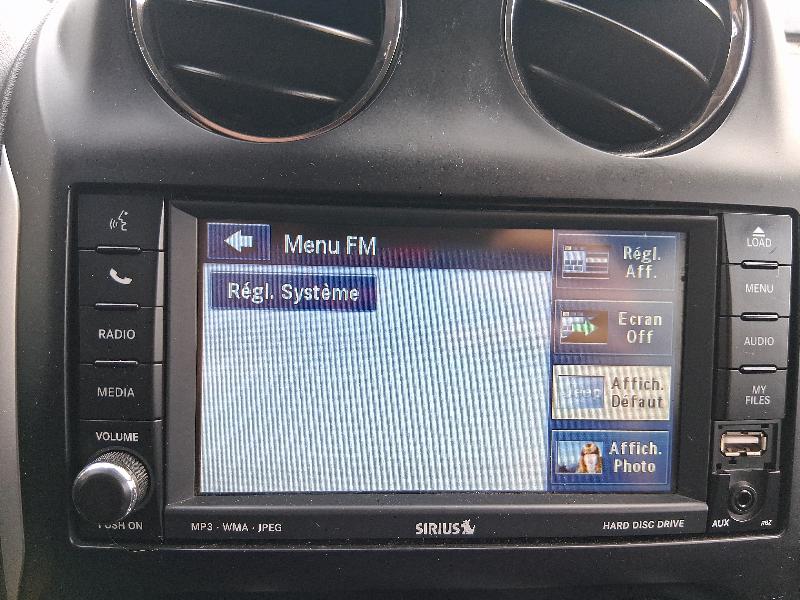 Menu FM
Régl. Système
Régl.
Aff.
Ecran
Off
Jeep
Affich.
Défaut
Affich.
Photo
RADIO
MEDIA
VOLUME
PUSH ON
LOAD
MENU
AUDIO
MY
FILES
AUX
MP3 · WMA · JPEG
SIRIUS
HARD DISC DRIVE